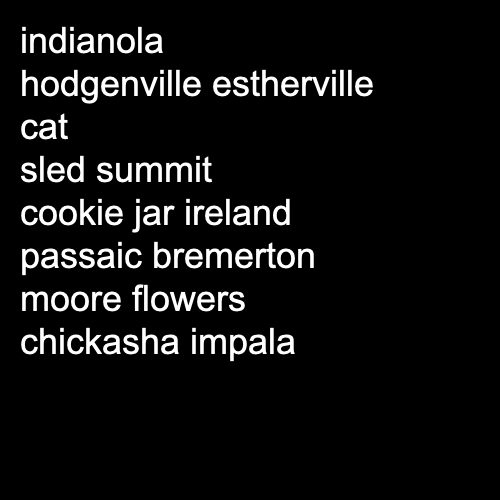 indianola
hodgenville estherville
cat
sled summit
cookie jar ireland
passaic bremerton
moore flowers
chickasha impala